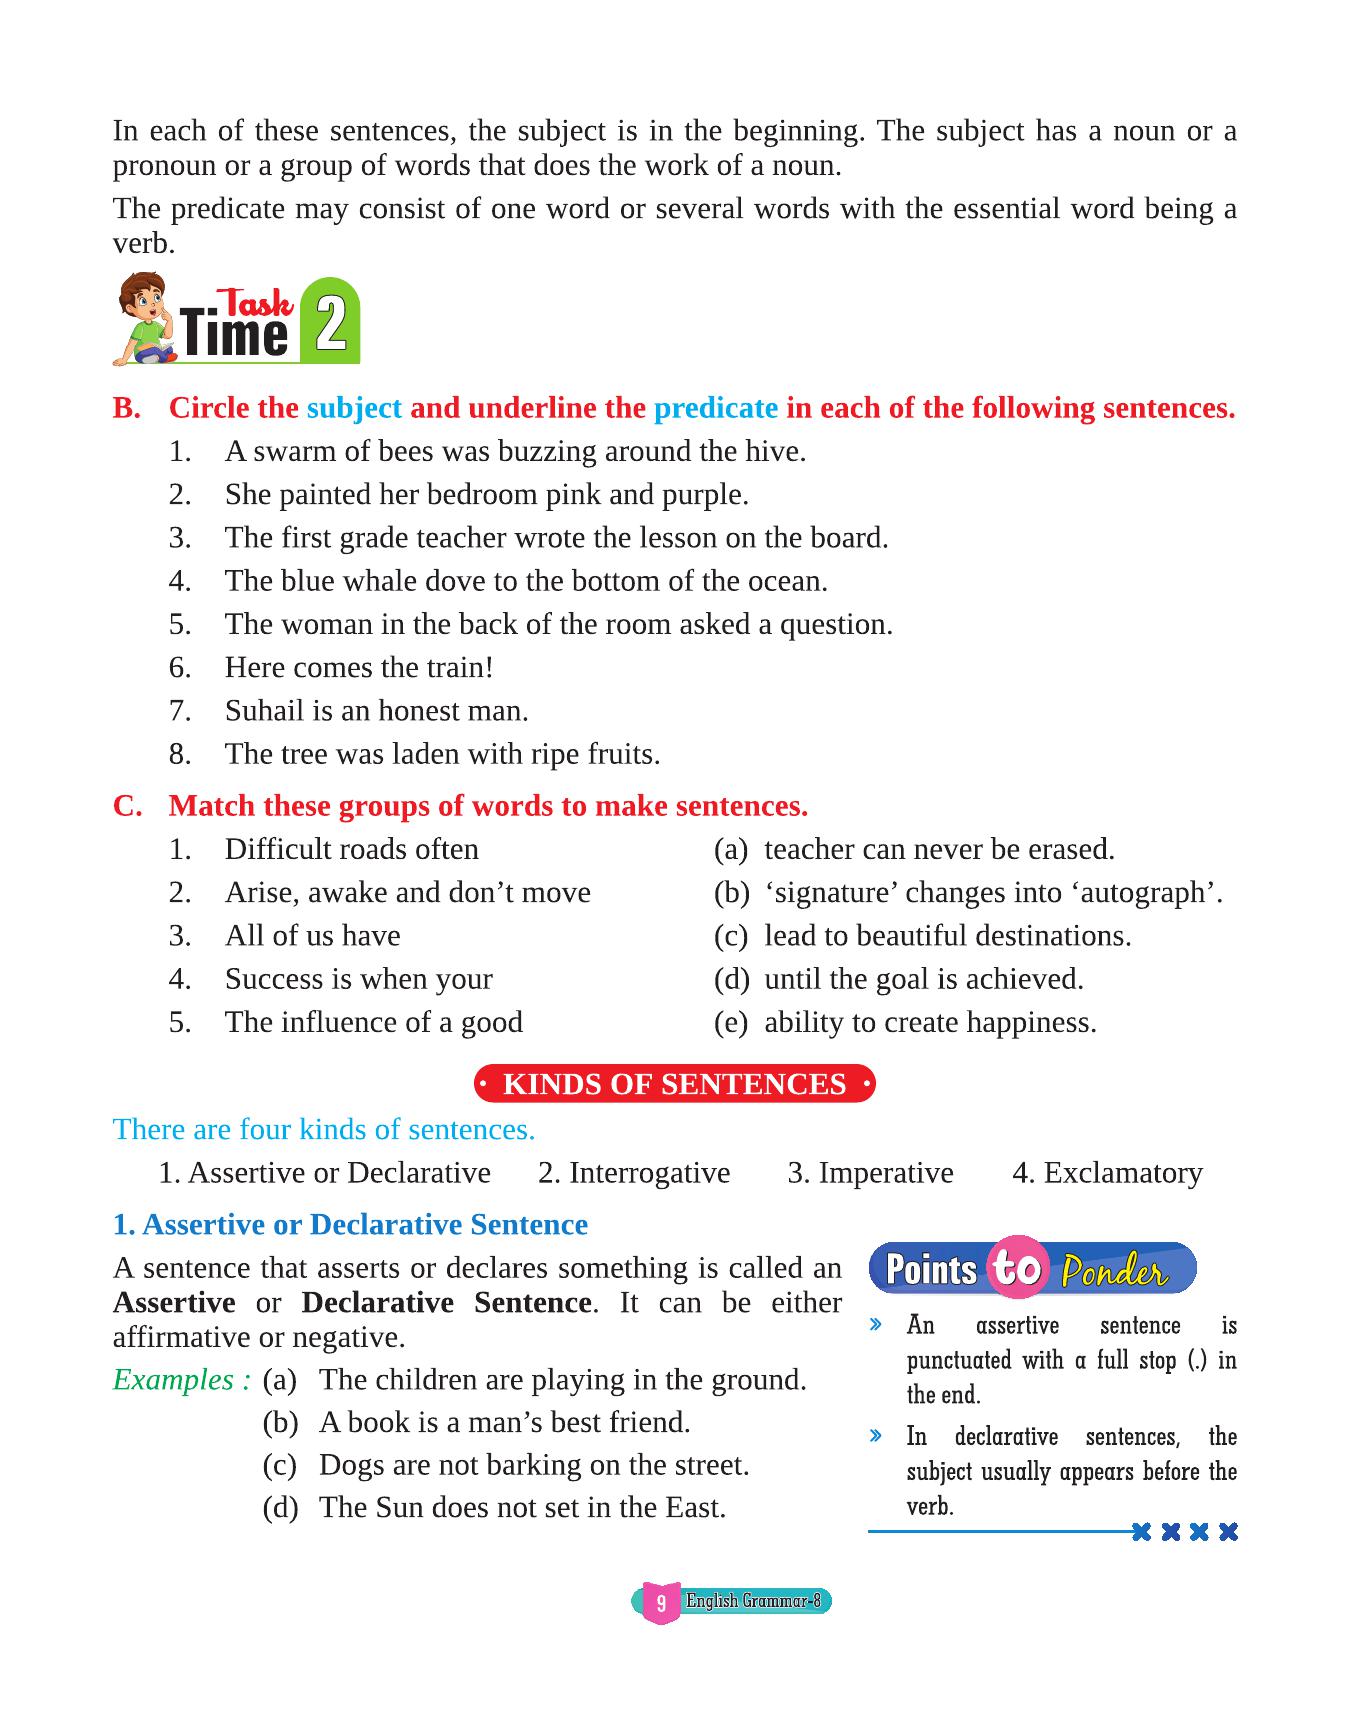 In each of these sentences, the subject is in the beginning. The subject has a noun or a
pronoun or a group of words that does the work of a noun.
The predicate may consist of one word or several words with the essential word being a
verb.
Task
Time 2
B. Circle the subject and underline the predicate in each of the following sentences.
1. A swarm of bees was buzzing around the hive.
2. She painted her bedroom pink and purple.
3. The first grade teacher wrote the lesson on the board.
4. The blue whale dove to the bottom of the ocean.
5. The woman in the back of the room asked a question.
6. Here comes the train!
7. Suhail is an honest man.
8. The tree was laden with ripe fruits.
C. Match these groups of words to make sentences.
1. Difficult roads often (a) teacher can never be erased.
2. Arise, awake and don’t move (b) ‘signature’ changes into ‘autograph’.
3. All of us have (c) lead to beautiful destinations.
4. Success is when your (d) until the goal is achieved.
5. The influence of a good (e) ability to create happiness.
• KINDS OF SENTENCES •
There are four kinds of sentences.
1. Assertive or Declarative 2. Interrogative 3. Imperative 4. Exclamatory
1. Assertive or Declarative Sentence
A sentence that asserts or declares something is called an
Assertive or Declarative Sentence. It can be either
affirmative or negative.
Examples : (a) The children are playing in the ground.
(b) A book is a man’s best friend.
(c) Dogs are not barking on the street.
(d) The Sun does not set in the East.
Points to Ponder
» An assertive sentence is
punctuated with a full stop (.) in
the end.
» In declarative sentences, the
subject usually appears before the
verb.
9 English Grammar-8